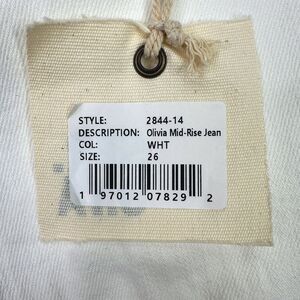 STYLE: 2844-14
DESCRIPTION: Olivia Mid-Rise Jean
COL: WHT
SIZE: 26
1 97012 07829 2